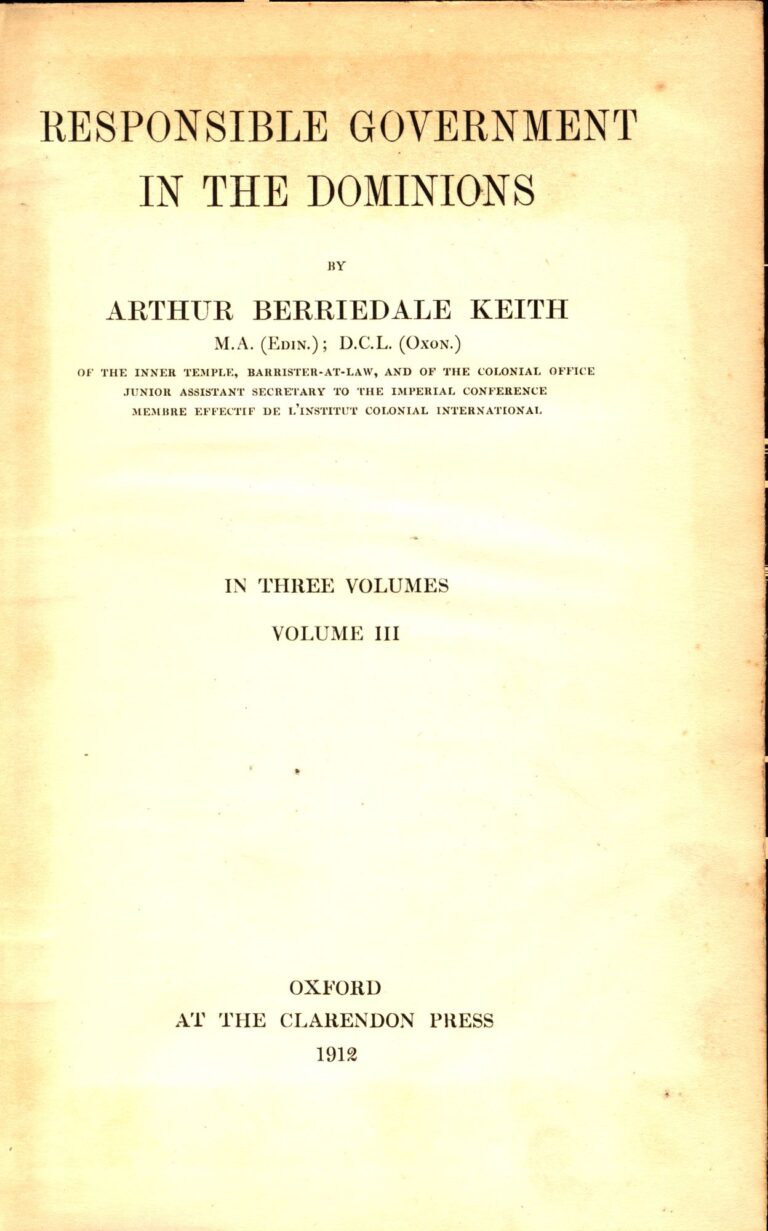 RESPONSIBLE GOVERNMENT
IN THE DOMINIONS
BY
ARTHUR BERRIEDALE KEITH
M.A. (EDIN.); D.C.L. (OXON.)
OF THE INNER TEMPLE, BARRISTER-AT-LAW, AND OF THE COLONIAL OFFICE
JUNIOR ASSISTANT SECRETARY TO THE IMPERIAL CONFERENCE
MEMBRE EFFECTIF DE L'INSTITUT COLONIAL INTERNATIONAL
IN THREE VOLUMES
VOLUME III
OXFORD
AT THE CLARENDON PRESS
1912